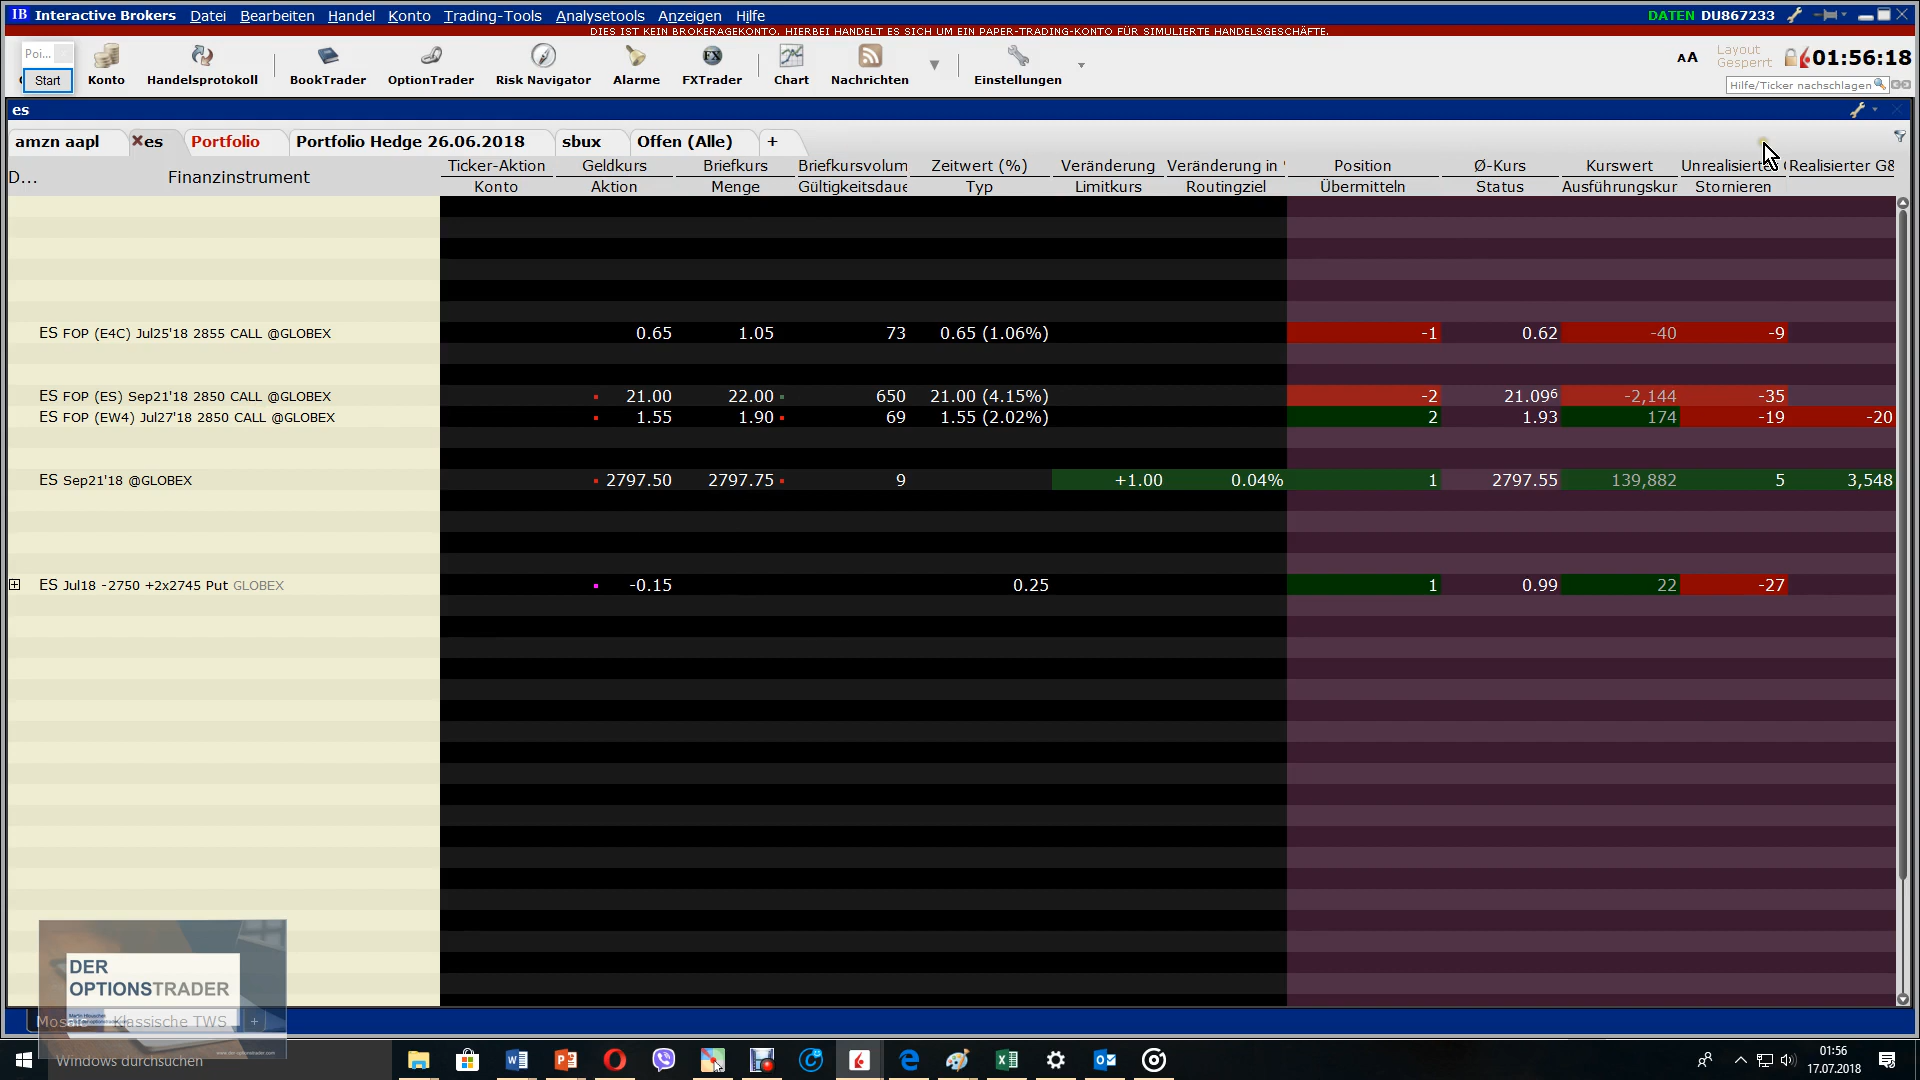 IB Interactive Brokers Datei Bearbeiten Handel Konto Trading-Tools Analysetools Anzeigen Hilfe DATEN DU867233
DIES IST KEIN BROKERAGEKONTO. HIERBEI HANDELT ES SICH UM EIN PAPER-TRADING-KONTO FÜR SIMULIERTE HANDELSGESCHÄFTE.
Poi...
Start
Konto Handelsprotokoll BookTrader OptionTrader Risk Navigator Alarme FXTrader Chart Nachrichten Einstellungen
AA Layout Gesperrt 01:56:18
Hilfe/Ticker nachschlagen
es
amzn aapl es Portfolio Portfolio Hedge 26.06.2018 sbux Offen (Alle) +
D... Finanzinstrument
Ticker-Aktion Geldkurs Briefkurs Briefkursvolum Zeitwert (%) Veränderung Veränderung in Position Ø-Kurs Kurswert Unrealisierte Realisierter G&
Konto Aktion Menge Gültigkeitsdaue Typ Limitkurs Routingziel Übermitteln Status Ausführungskur Stornieren
ES FOP (E4C) Jul25'18 2855 CALL @GLOBEX 0.65 1.05 73 0.65 (1.06%) -1 0.62 -40 -9
ES FOP (ES) Sep21'18 2850 CALL @GLOBEX 21.00 22.00 650 21.00 (4.15%) -2 21.09⁶ -2,144 -35
ES FOP (EW4) Jul27'18 2850 CALL @GLOBEX 1.55 1.90 69 1.55 (2.02%) 2 1.93 174 -19 -20
ES Sep21'18 @GLOBEX 2797.50 2797.75 9 +1.00 0.04% 1 2797.55 139,882 5 3,548
ES Jul18 -2750 +2x2745 Put GLOBEX -0.15 0.25 1 0.99 22 -27
DER
OPTIONSTRADER
Mosaic Klassische TWS +
Windows durchsuchen
01:56
17.07.2018